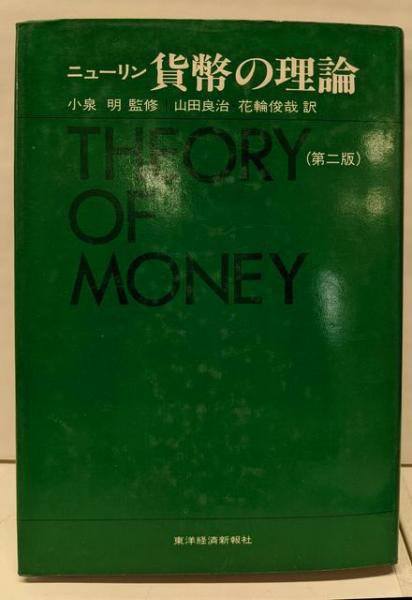 ニューリン 貨幣の理論
小泉 明 監修 山田良治 花輪俊哉 訳
THEORY
(第二版)
OF
MONEY
東洋経済新報社